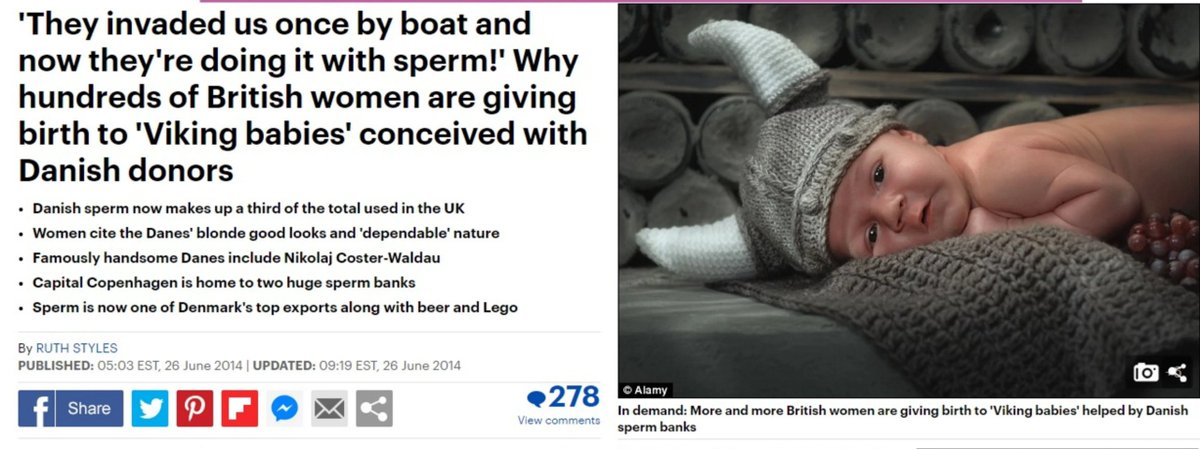 'They invaded us once by boat and
now they're doing it with sperm!' Why
hundreds of British women are giving
birth to 'Viking babies' conceived with
Danish donors
• Danish sperm now makes up a third of the total used in the UK
• Women cite the Danes' blonde good looks and 'dependable' nature
• Famously handsome Danes include Nikolaj Coster-Waldau
• Capital Copenhagen is home to two huge sperm banks
• Sperm is now one of Denmark's top exports along with beer and Lego
By RUTH STYLES
PUBLISHED: 05:03 EST, 26 June 2014 | UPDATED: 09:19 EST, 26 June 2014
Share
278
View comments
© Alamy
In demand: More and more British women are giving birth to 'Viking babies' helped by Danish
sperm banks